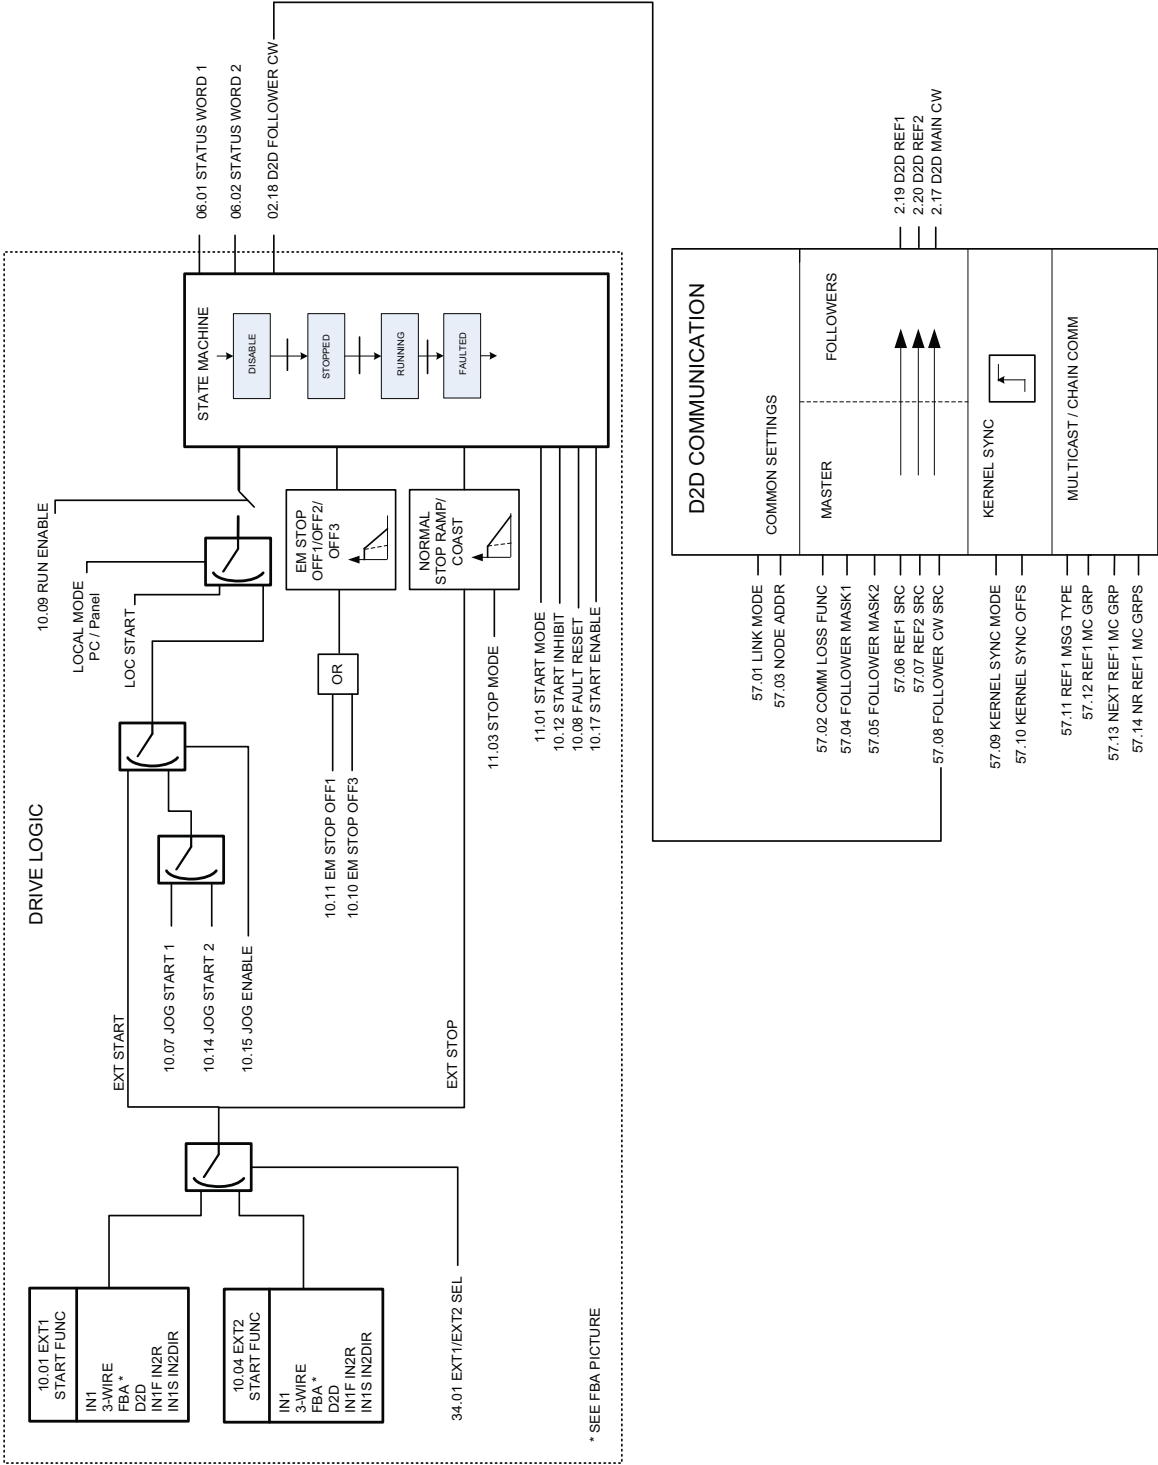 DRIVE LOGIC
10.01 EXT1
START FUNC
IN1
3-WIRE
FBA *
D2D
IN1F IN2R
IN1S IN2DIR
10.04 EXT2
START FUNC
IN1
3-WIRE
FBA *
D2D
IN1F IN2R
IN1S IN2DIR
34.01 EXT1/EXT2 SEL
* SEE FBA PICTURE
EXT START
10.07 JOG START 1
10.14 JOG START 2
10.15 JOG ENABLE
EXT STOP
10.09 RUN ENABLE
LOCAL MODE
PC / Panel
LOC START
10.11 EM STOP OFF1
10.10 EM STOP OFF3
OR
EM STOP
OFF1/OFF2/
OFF3
11.03 STOP MODE
NORMAL
STOP RAMP/
COAST
11.01 START MODE
10.12 START INHIBIT
10.08 FAULT RESET
10.17 START ENABLE
STATE MACHINE
DISABLE
STOPPED
RUNNING
FAULTED
06.01 STATUS WORD 1
06.02 STATUS WORD 2
02.18 D2D FOLLOWER CW
D2D COMMUNICATION
57.01 LINK MODE
57.03 NODE ADDR
COMMON SETTINGS
57.02 COMM LOSS FUNC
57.04 FOLLOWER MASK1
57.05 FOLLOWER MASK2
57.06 REF1 SRC
57.07 REF2 SRC
57.08 FOLLOWER CW SRC
MASTER
FOLLOWERS
2.19 D2D REF1
2.20 D2D REF2
2.17 D2D MAIN CW
57.09 KERNEL SYNC MODE
57.10 KERNEL SYNC OFFS
KERNEL SYNC
57.11 REF1 MSG TYPE
57.12 REF1 MC GRP
57.13 NEXT REF1 MC GRP
57.14 NR REF1 MC GRPS
MULTICAST / CHAIN COMM